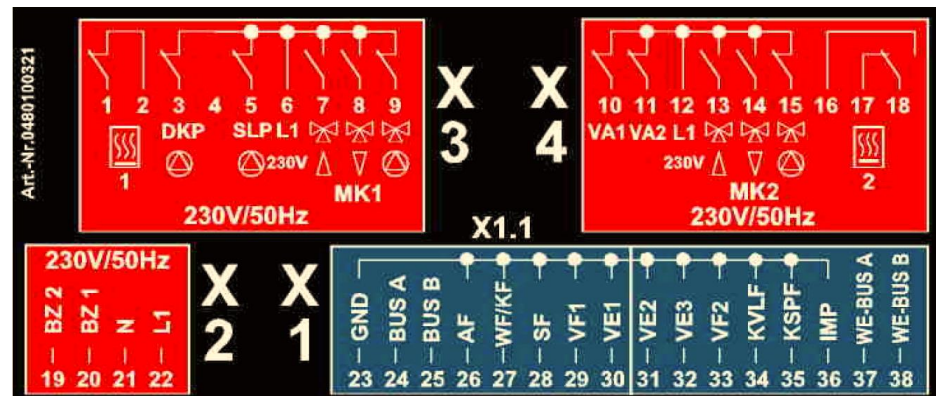 Art.-Nr.0480100321
1 2 3 4 5 6 7 8 9
DKP SLP L1
230V
1
MK1
230V/50Hz
X
3
X
4
10 11 12 13 14 15 16 17 18
VA1 VA2 L1
230V
2
MK2
230V/50Hz
X1.1
230V/50Hz
BZ 2 BZ 1 N L1
19 20 21 22
X
2
X
1
GND BUS A BUS B AF WF/KF SF VF1 VE1 VE2 VE3 VF2 KVLF KSPF IMP WE-BUS A WE-BUS B
23 24 25 26 27 28 29 30 31 32 33 34 35 36 37 38